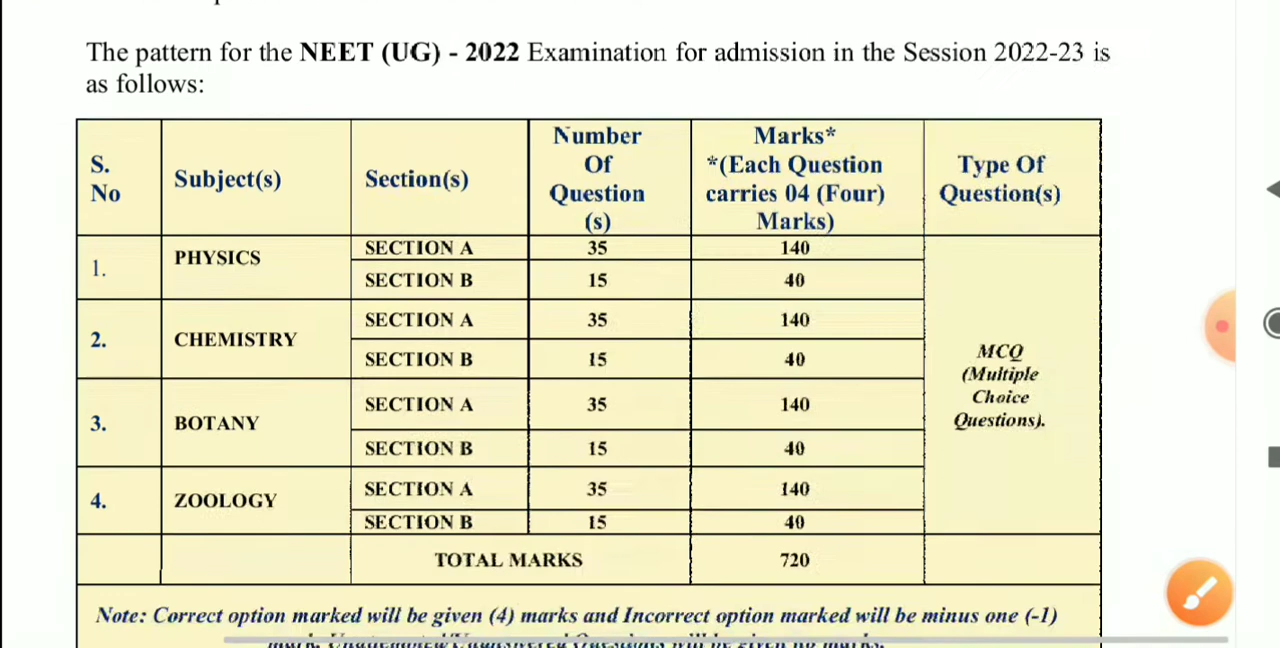 The pattern for the NEET (UG) - 2022 Examination for admission in the Session 2022-23 is
as follows:
S. No Subject(s) Section(s) Number Of Question (s) Marks* *(Each Question carries 04 (Four) Marks) Type Of Question(s)
1. PHYSICS SECTION A 35 140
SECTION B 15 40
2. CHEMISTRY SECTION A 35 140
SECTION B 15 40
MCQ
(Multiple
Choice
Questions).
3. BOTANY SECTION A 35 140
SECTION B 15 40
4. ZOOLOGY SECTION A 35 140
SECTION B 15 40
TOTAL MARKS 720
Note: Correct option marked will be given (4) marks and Incorrect option marked will be minus one (-1)